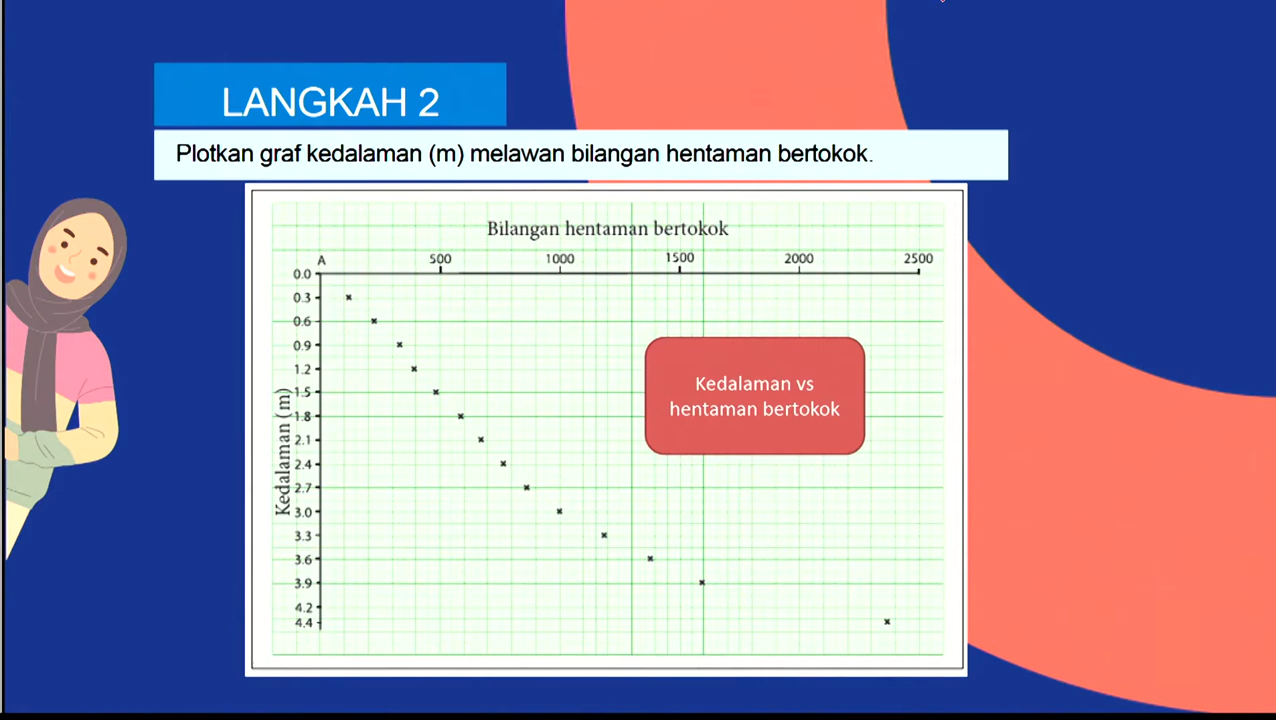 LANGKAH 2
Plotkan graf kedalaman (m) melawan bilangan hentaman bertokok.
Bilangan hentaman bertokok
A 500 1000 1500 2000 2500
0.0
0.3
0.6
0.9
1.2
1.5
1.8
2.1
2.4
2.7
3.0
3.3
3.6
3.9
4.2
4.4
Kedalaman (m)
Kedalaman vs
hentaman bertokok